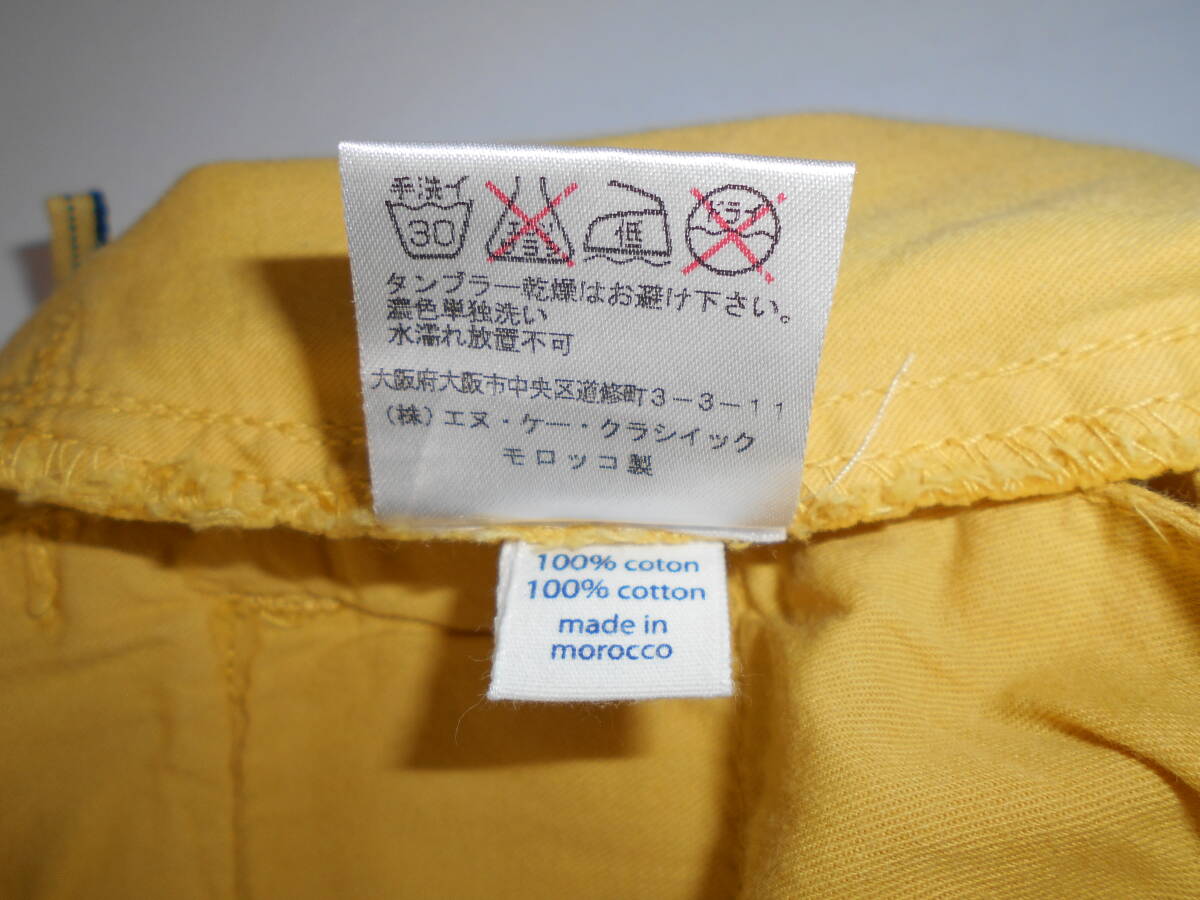 手洗イ
30 エンソ サラシ 低 ドライ
タンブラー乾燥はお避け下さい。
濃色単独洗い
水濡れ放置不可
大阪府大阪市中央区道修町3-3-11
(株)エヌ・ケー・クラシイック
モロッコ製
100% coton
100% cotton
made in
morocco